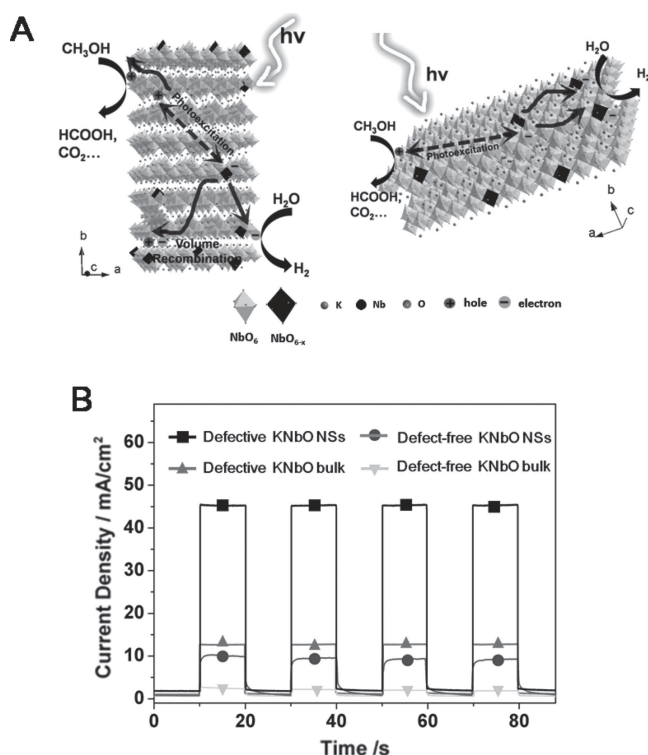 A
hν
CH₃OH
HCOOH,
CO₂...
Photoexcitation
H₂O
H₂
Volume
Recombination
b
c
a
hν
H₂O
H₂
CH₃OH
Photoexcitation
HCOOH,
CO₂...
b
c
a
NbO₆
NbO₆₋ₓ
K
Nb
O
hole
electron
B
Defective KNbO NSs
Defect-free KNbO NSs
Defective KNbO bulk
Defect-free KNbO bulk
Current Density / mA/cm²
60
50
40
30
20
10
0
0 20 40 60 80
Time /s